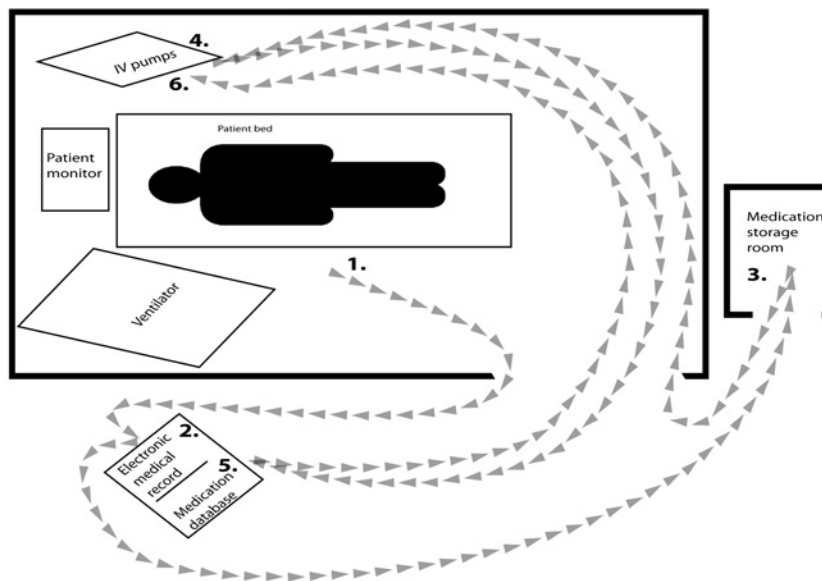 4.
IV pumps
6.
Patient bed
Patient
monitor
1.
Ventilator
Medication
storage
room
3.
2.
Electronic
medical
record
5.
Medication
database